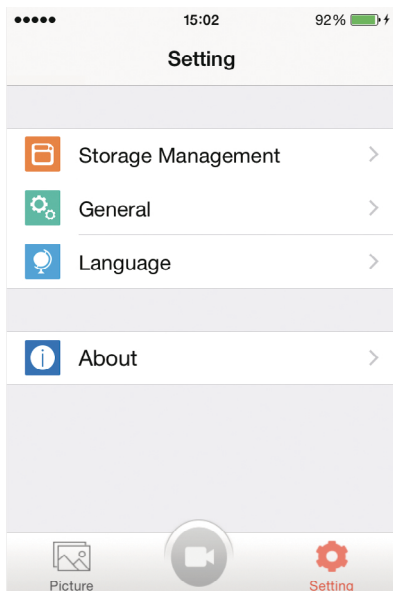 15:02
92%
Setting
Storage Management
General
Language
About
Picture
Setting